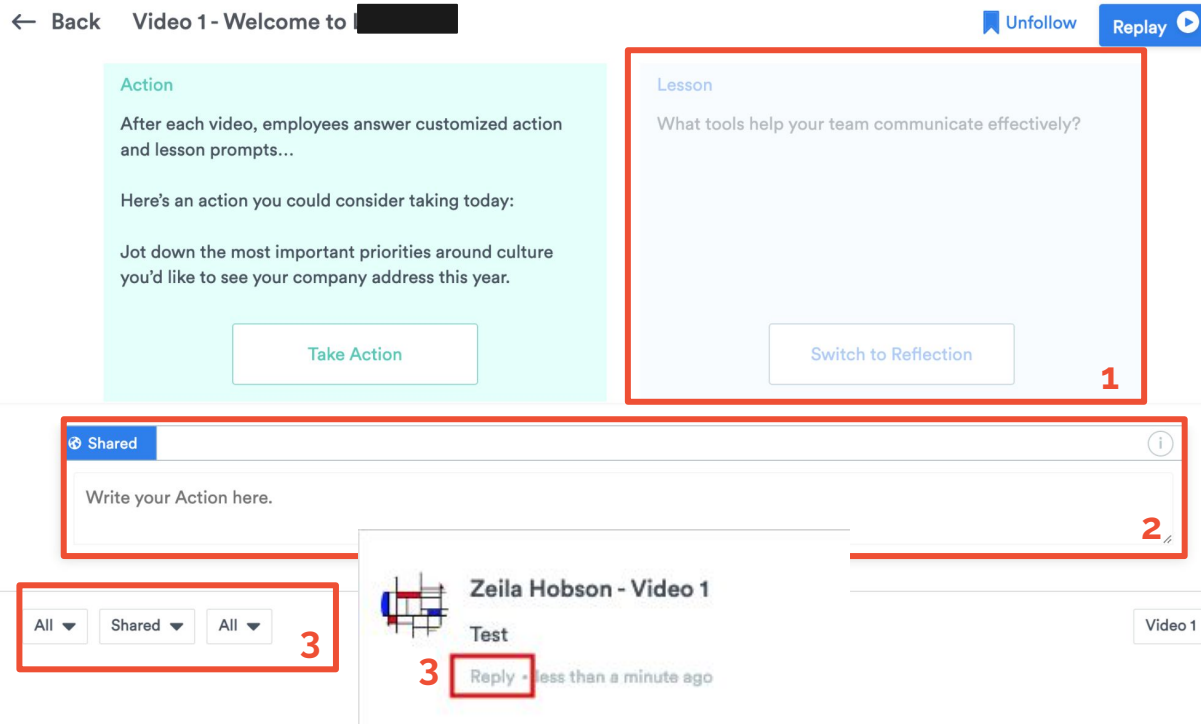 ← Back Video 1 - Welcome to
Unfollow
Replay
Action
After each video, employees answer customized action
and lesson prompts...
Here's an action you could consider taking today:
Jot down the most important priorities around culture
you'd like to see your company address this year.
Take Action
Lesson
What tools help your team communicate effectively?
Switch to Reflection
1
Shared
i
Write your Action here.
2
All
Shared
All
3
Zeila Hobson - Video 1
Test
3
Reply • less than a minute ago
Video 1